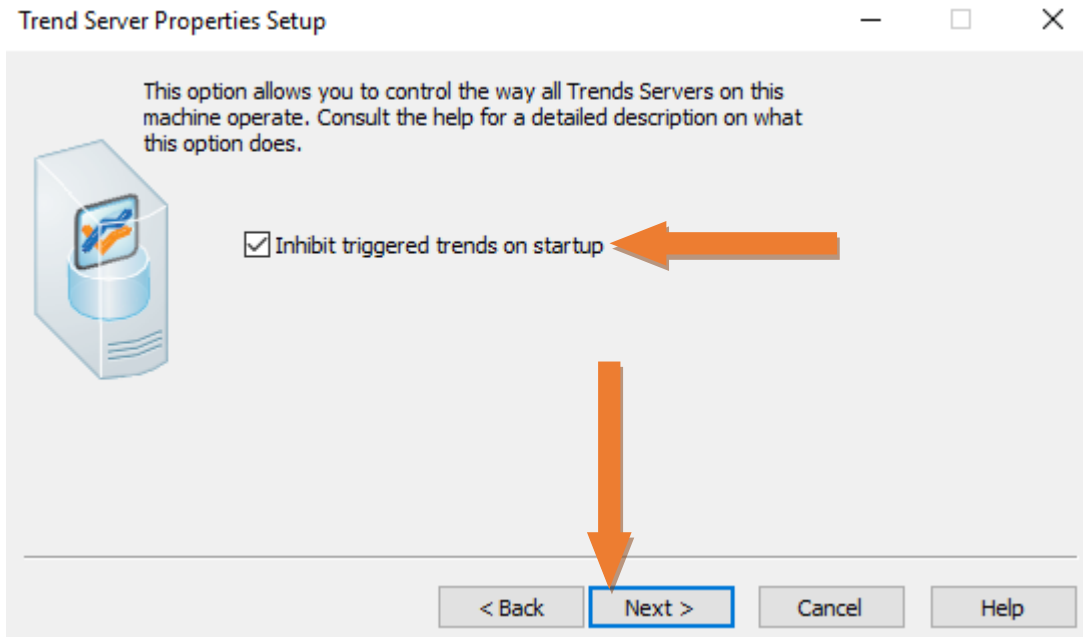 Trend Server Properties Setup
This option allows you to control the way all Trends Servers on this
machine operate. Consult the help for a detailed description on what
this option does.
Inhibit triggered trends on startup
< Back Next > Cancel Help